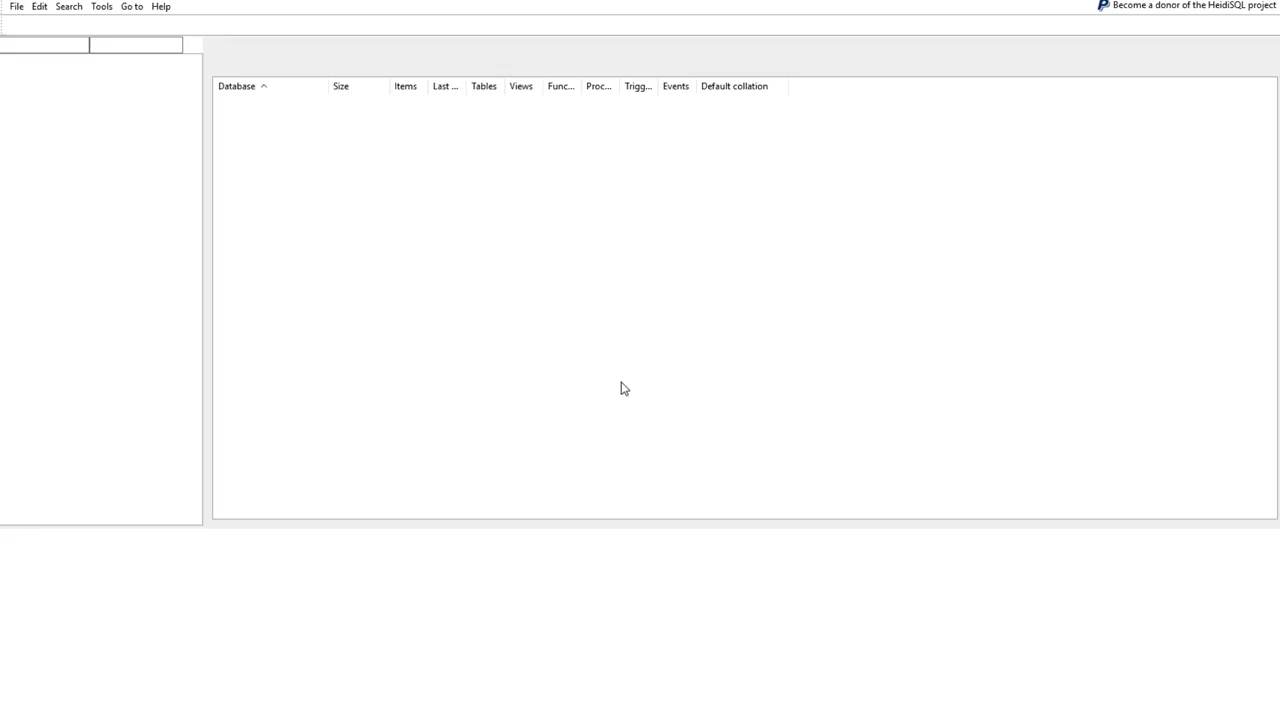 File Edit Search Tools Go to Help
Become a donor of the HeidiSQL project
Database Size Items Last ... Tables Views Func... Proc... Trigg... Events Default collation